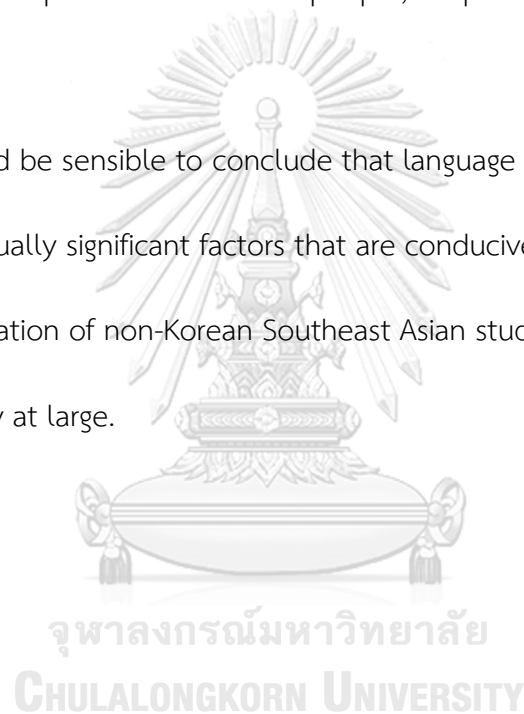 d be sensible to conclude that language
ually significant factors that are conducive
ation of non-Korean Southeast Asian stud
y at large.
จุฬาลงกรณ์มหาวิทยาลัย
CHULALONGKORN UNIVERSITY